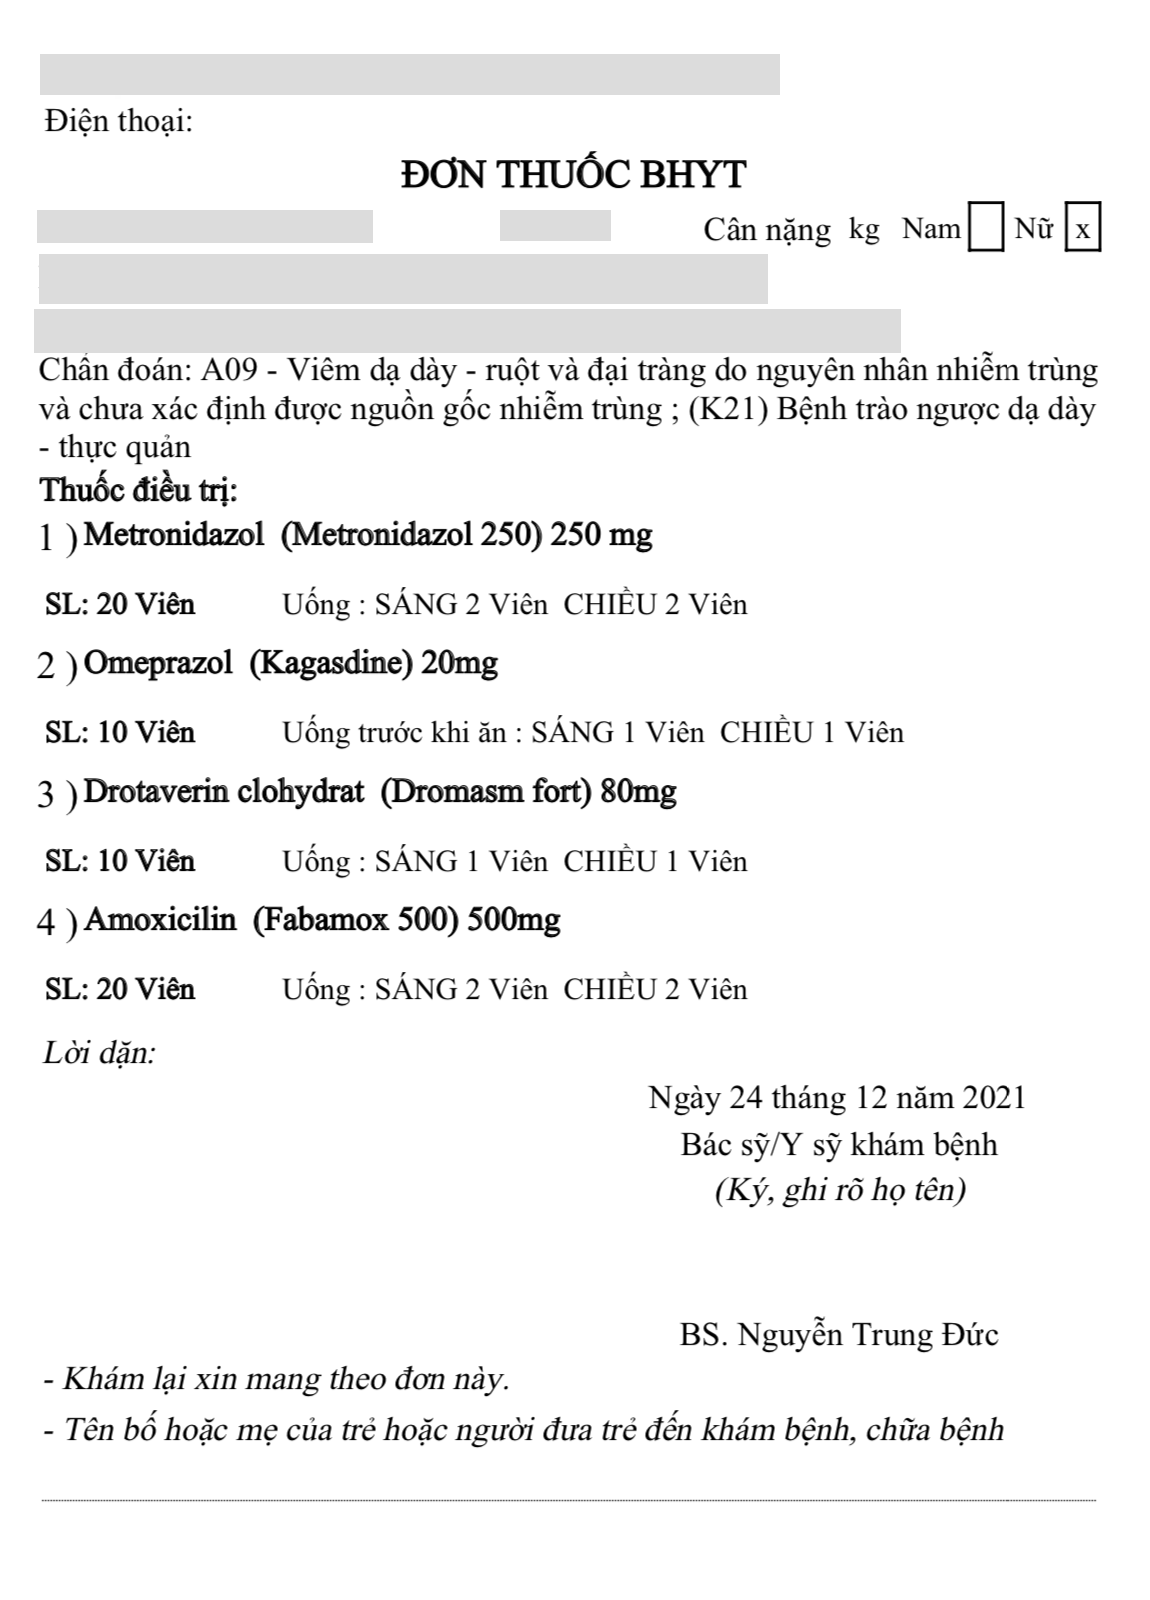 Điện thoại:
ĐƠN THUỐC BHYT
Cân nặng kg Nam Nữ x
Chẩn đoán: A09 - Viêm dạ dày - ruột và đại tràng do nguyên nhân nhiễm trùng
và chưa xác định được nguồn gốc nhiễm trùng ; (K21) Bệnh trào ngược dạ dày
- thực quản
Thuốc điều trị:
1 ) Metronidazol (Metronidazol 250) 250 mg
SL: 20 Viên Uống : SÁNG 2 Viên CHIỀU 2 Viên
2 ) Omeprazol (Kagasdine) 20mg
SL: 10 Viên Uống trước khi ăn : SÁNG 1 Viên CHIỀU 1 Viên
3 ) Drotaverin clohydrat (Dromasm fort) 80mg
SL: 10 Viên Uống : SÁNG 1 Viên CHIỀU 1 Viên
4 ) Amoxicilin (Fabamox 500) 500mg
SL: 20 Viên Uống : SÁNG 2 Viên CHIỀU 2 Viên
Lời dặn:
Ngày 24 tháng 12 năm 2021
Bác sỹ/Y sỹ khám bệnh
(Ký, ghi rõ họ tên)
BS. Nguyễn Trung Đức
- Khám lại xin mang theo đơn này.
- Tên bố hoặc mẹ của trẻ hoặc người đưa trẻ đến khám bệnh, chữa bệnh